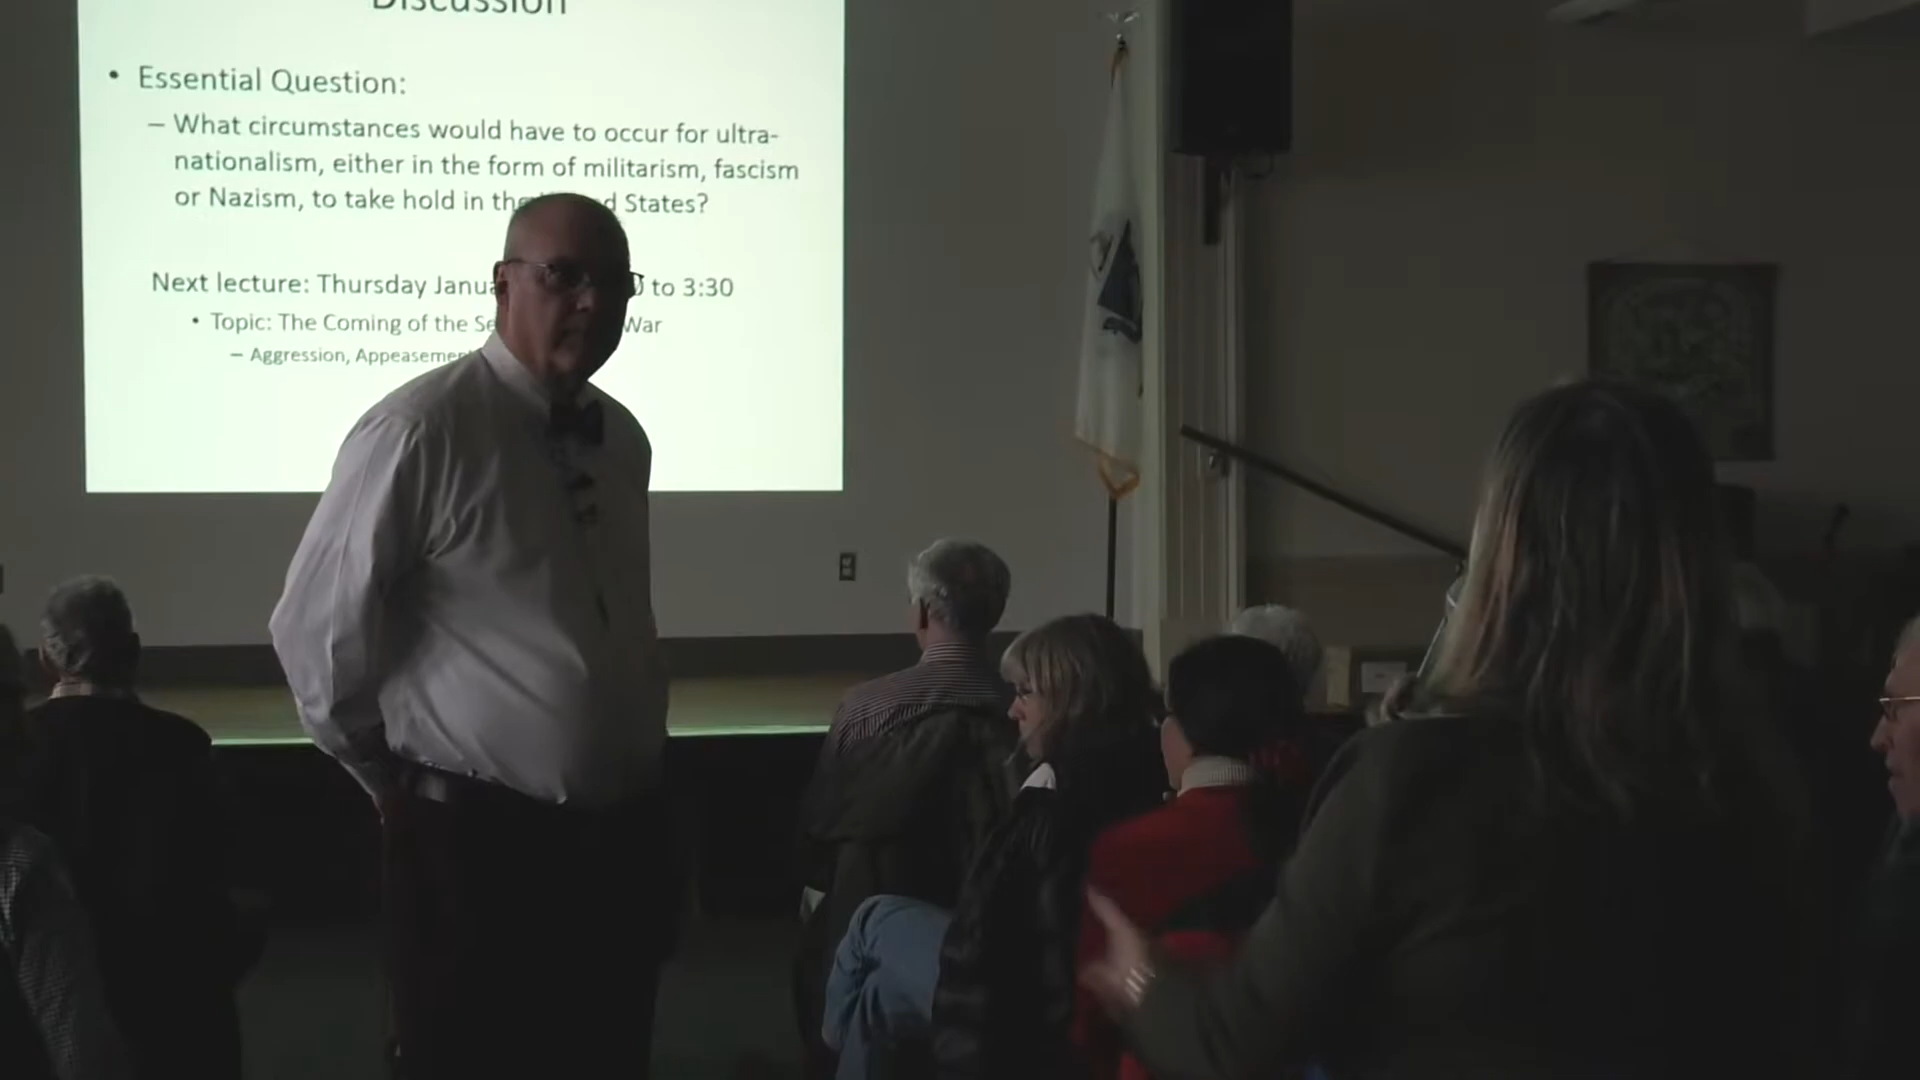 Discussion
• Essential Question:
– What circumstances would have to occur for ultra-
nationalism, either in the form of militarism, fascism
or Nazism, to take hold in the d States?
Next lecture: Thursday Janua to 3:30
• Topic: The Coming of the Se War
– Aggression, Appeasement